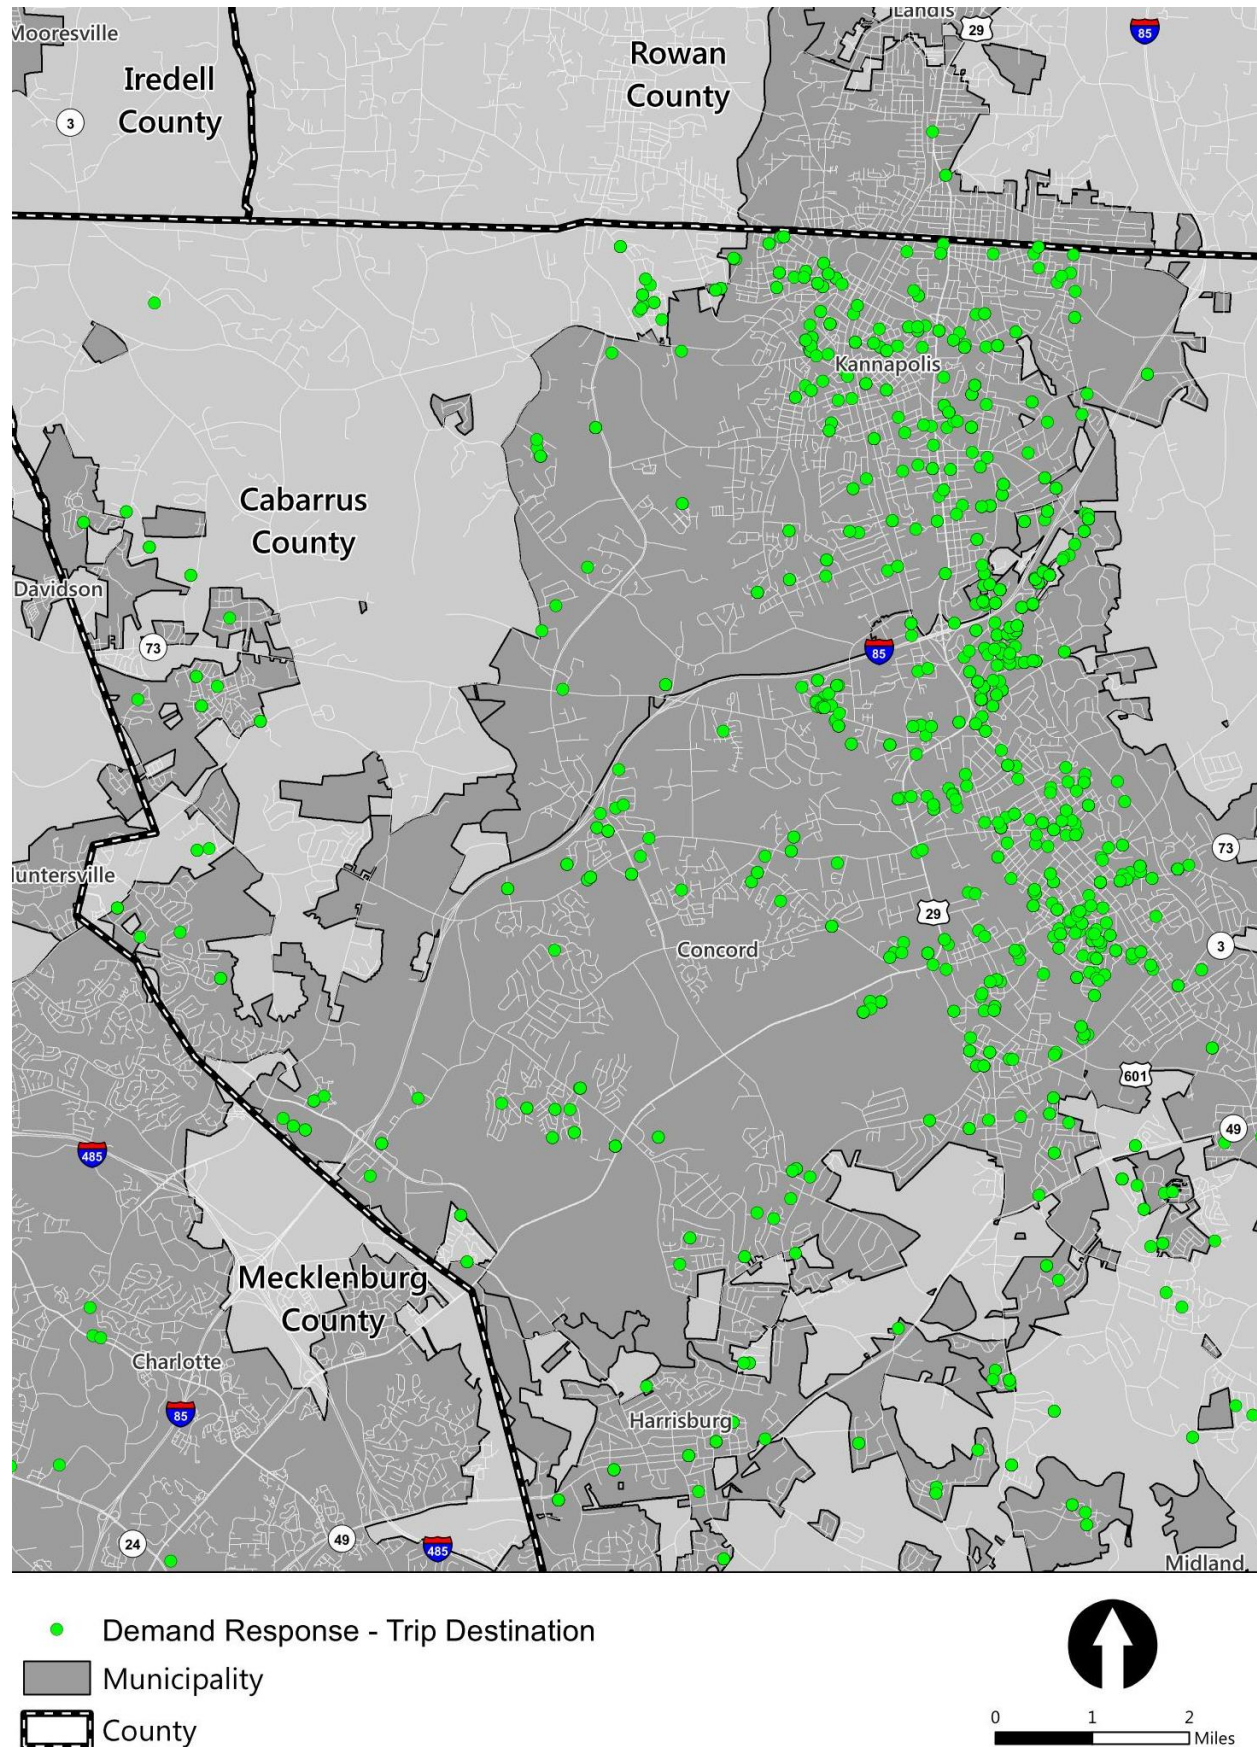 Mooresville
Landis
29
85
Rowan
County
Iredell
County
3
Kannapolis
Cabarrus
County
Davidson
73
85
73
Huntersville
29
3
Concord
601
49
485
Mecklenburg
County
Charlotte
85
Harrisburg
24
49
485
Midland
Demand Response - Trip Destination
Municipality
County
0 1 2
Miles